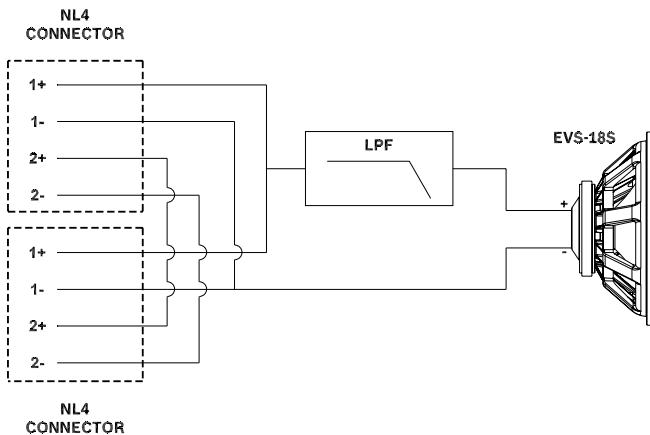 NL4
CONNECTOR
1+
1-
2+
2-
1+
1-
2+
2-
NL4
CONNECTOR
LPF
EVS-18S
+
-